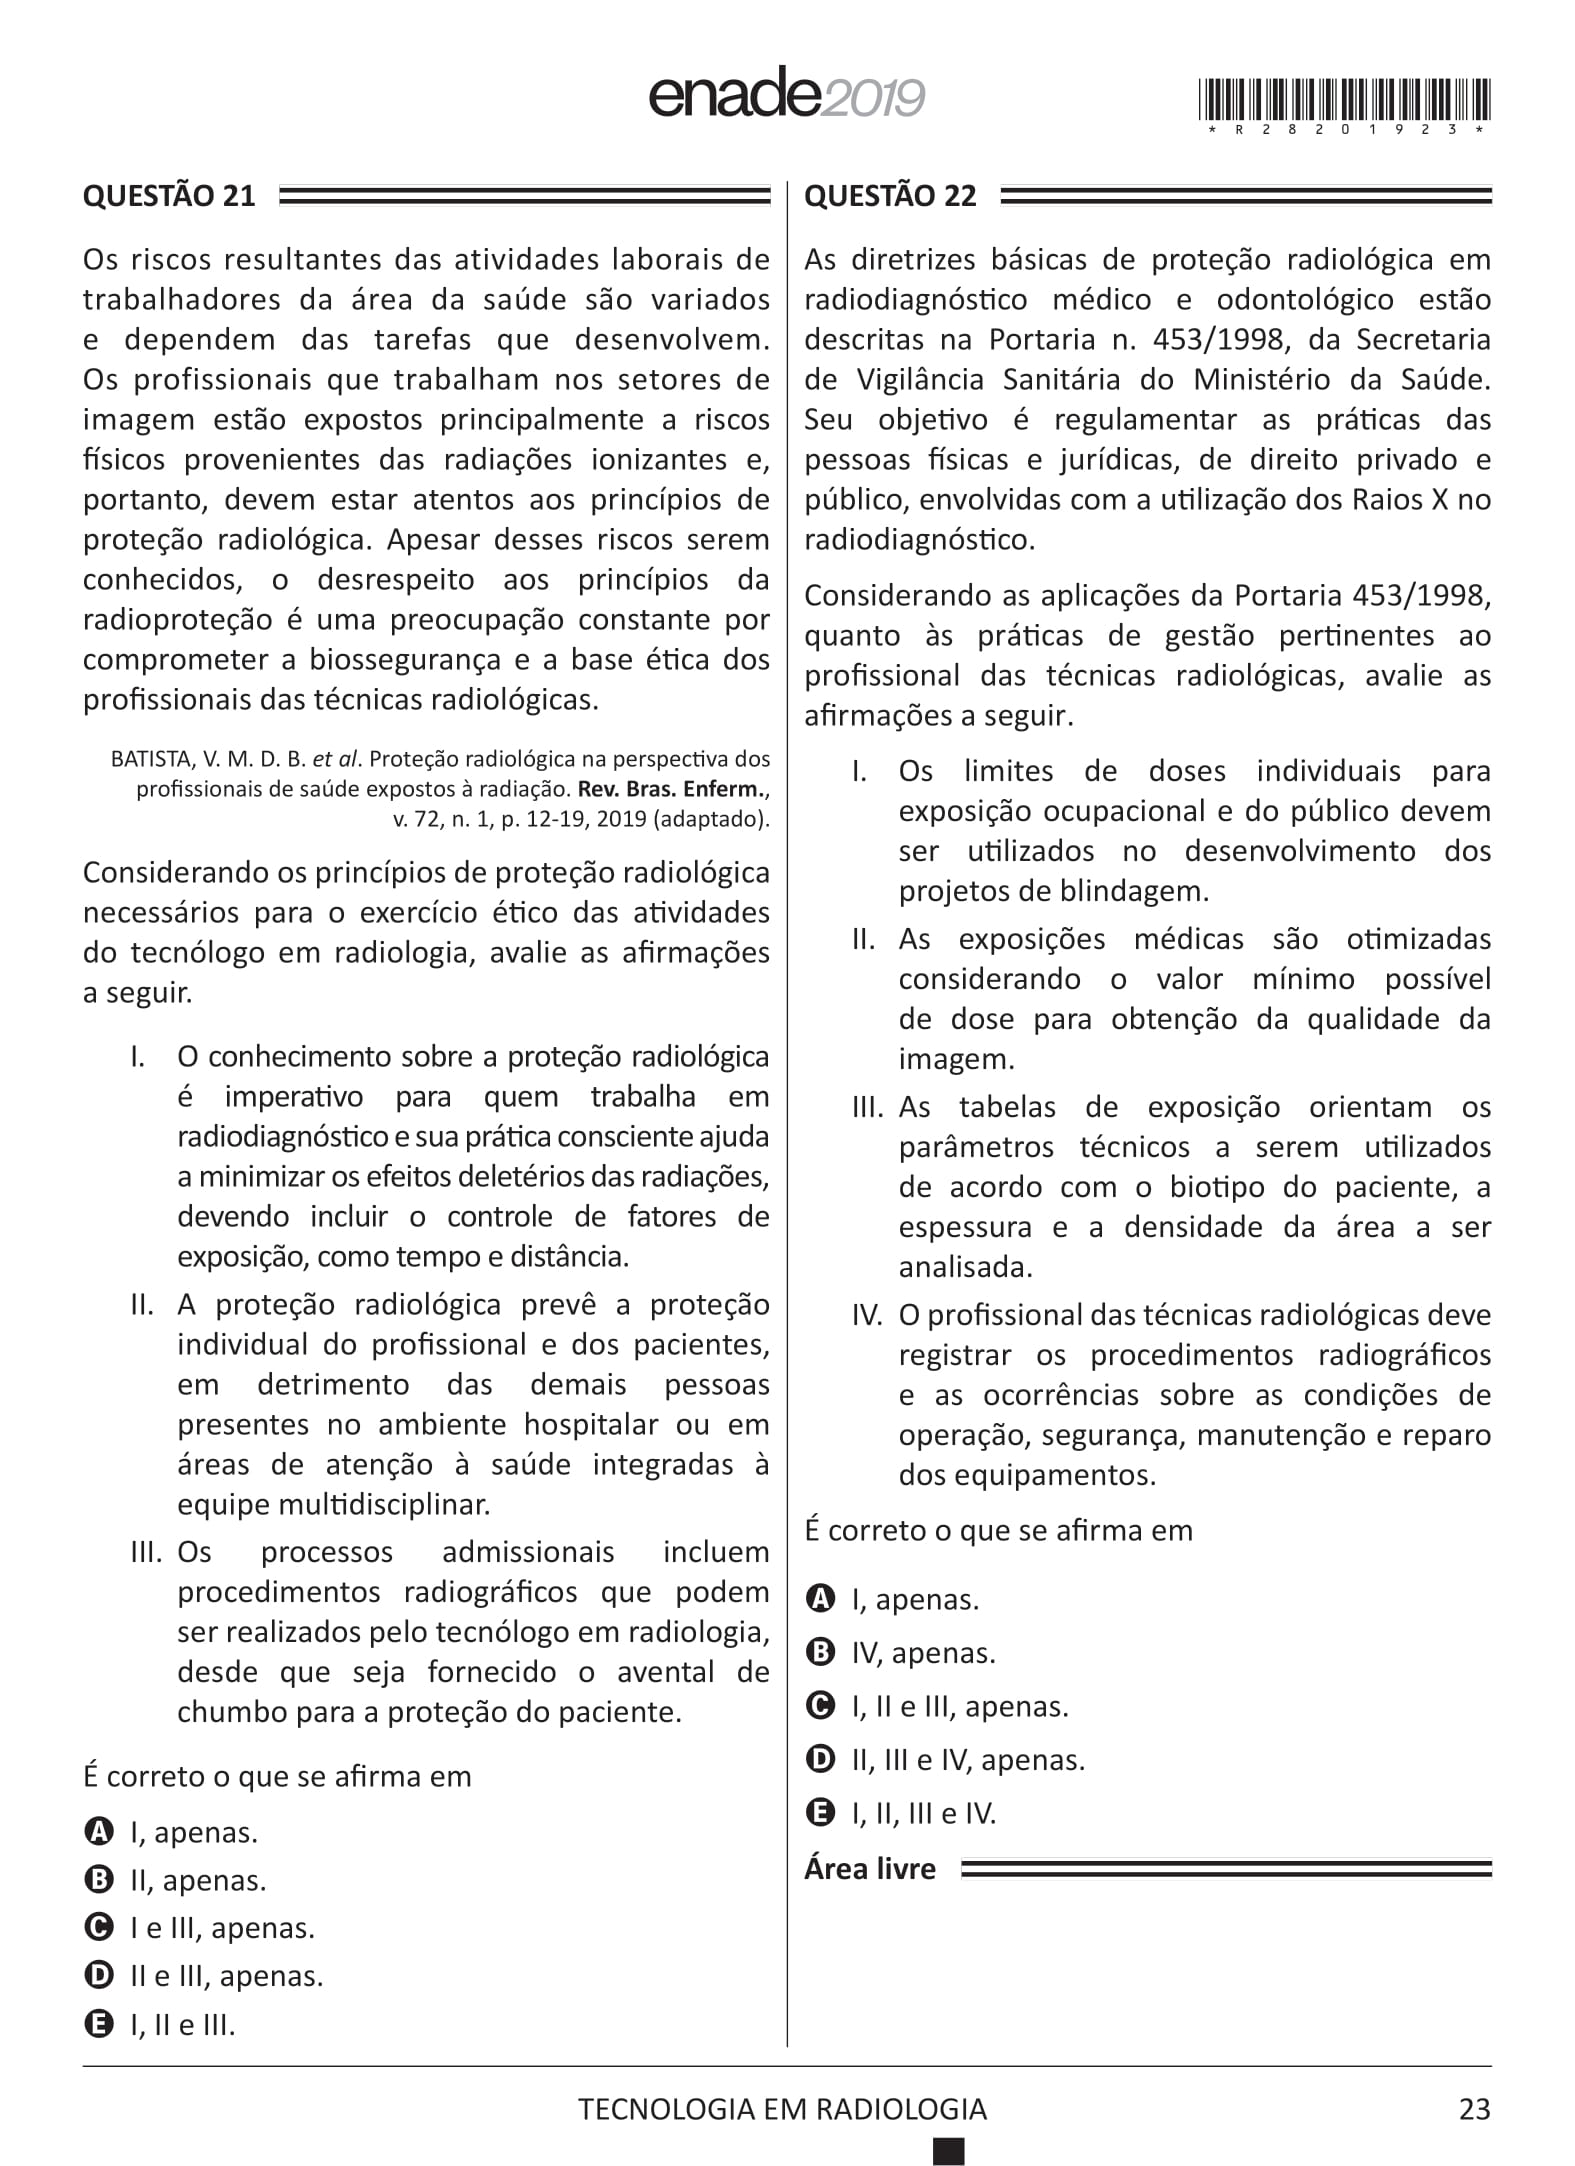 enade2019
*R28201923*
QUESTÃO 21
Os riscos resultantes das atividades laborais de
trabalhadores da área da saúde são variados
e dependem das tarefas que desenvolvem.
Os profissionais que trabalham nos setores de
imagem estão expostos principalmente a riscos
físicos provenientes das radiações ionizantes e,
portanto, devem estar atentos aos princípios de
proteção radiológica. Apesar desses riscos serem
conhecidos, o desrespeito aos princípios da
radioproteção é uma preocupação constante por
comprometer a biossegurança e a base ética dos
profissionais das técnicas radiológicas.
BATISTA, V. M. D. B. et al. Proteção radiológica na perspectiva dos
profissionais de saúde expostos à radiação. Rev. Bras. Enferm.,
v. 72, n. 1, p. 12-19, 2019 (adaptado).
Considerando os princípios de proteção radiológica
necessários para o exercício ético das atividades
do tecnólogo em radiologia, avalie as afirmações
a seguir.
I. O conhecimento sobre a proteção radiológica
é imperativo para quem trabalha em
radiodiagnóstico e sua prática consciente ajuda
a minimizar os efeitos deletérios das radiações,
devendo incluir o controle de fatores de
exposição, como tempo e distância.
II. A proteção radiológica prevê a proteção
individual do profissional e dos pacientes,
em detrimento das demais pessoas
presentes no ambiente hospitalar ou em
áreas de atenção à saúde integradas à
equipe multidisciplinar.
III. Os processos admissionais incluem
procedimentos radiográficos que podem
ser realizados pelo tecnólogo em radiologia,
desde que seja fornecido o avental de
chumbo para a proteção do paciente.
É correto o que se afirma em
A I, apenas.
B II, apenas.
C I e III, apenas.
D II e III, apenas.
E I, II e III.
QUESTÃO 22
As diretrizes básicas de proteção radiológica em
radiodiagnóstico médico e odontológico estão
descritas na Portaria n. 453/1998, da Secretaria
de Vigilância Sanitária do Ministério da Saúde.
Seu objetivo é regulamentar as práticas das
pessoas físicas e jurídicas, de direito privado e
público, envolvidas com a utilização dos Raios X no
radiodiagnóstico.
Considerando as aplicações da Portaria 453/1998,
quanto às práticas de gestão pertinentes ao
profissional das técnicas radiológicas, avalie as
afirmações a seguir.
I. Os limites de doses individuais para
exposição ocupacional e do público devem
ser utilizados no desenvolvimento dos
projetos de blindagem.
II. As exposições médicas são otimizadas
considerando o valor mínimo possível
de dose para obtenção da qualidade da
imagem.
III. As tabelas de exposição orientam os
parâmetros técnicos a serem utilizados
de acordo com o biotipo do paciente, a
espessura e a densidade da área a ser
analisada.
IV. O profissional das técnicas radiológicas deve
registrar os procedimentos radiográficos
e as ocorrências sobre as condições de
operação, segurança, manutenção e reparo
dos equipamentos.
É correto o que se afirma em
A I, apenas.
B IV, apenas.
C I, II e III, apenas.
D II, III e IV, apenas.
E I, II, III e IV.
Área livre
TECNOLOGIA EM RADIOLOGIA
23